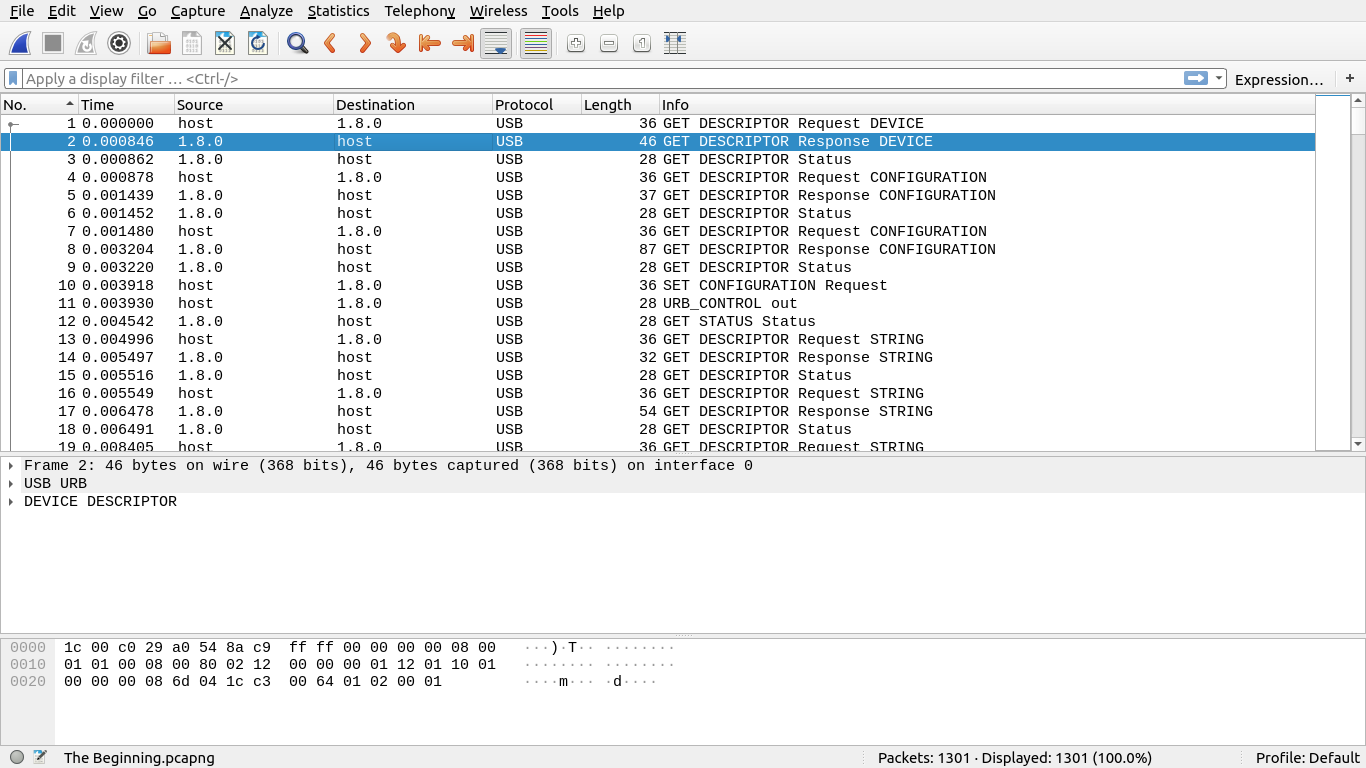 File Edit View Go Capture Analyze Statistics Telephony Wireless Tools Help
Apply a display filter … <Ctrl-/> Expression… +
No. Time Source Destination Protocol Length Info
1 0.000000 host 1.8.0 USB 36 GET DESCRIPTOR Request DEVICE
2 0.000846 1.8.0 host USB 46 GET DESCRIPTOR Response DEVICE
3 0.000862 1.8.0 host USB 28 GET DESCRIPTOR Status
4 0.000878 host 1.8.0 USB 36 GET DESCRIPTOR Request CONFIGURATION
5 0.001439 1.8.0 host USB 37 GET DESCRIPTOR Response CONFIGURATION
6 0.001452 1.8.0 host USB 28 GET DESCRIPTOR Status
7 0.001480 host 1.8.0 USB 36 GET DESCRIPTOR Request CONFIGURATION
8 0.003204 1.8.0 host USB 87 GET DESCRIPTOR Response CONFIGURATION
9 0.003220 1.8.0 host USB 28 GET DESCRIPTOR Status
10 0.003918 host 1.8.0 USB 36 SET CONFIGURATION Request
11 0.003930 host 1.8.0 USB 28 URB_CONTROL out
12 0.004542 1.8.0 host USB 28 GET STATUS Status
13 0.004996 host 1.8.0 USB 36 GET DESCRIPTOR Request STRING
14 0.005497 1.8.0 host USB 32 GET DESCRIPTOR Response STRING
15 0.005516 1.8.0 host USB 28 GET DESCRIPTOR Status
16 0.005549 host 1.8.0 USB 36 GET DESCRIPTOR Request STRING
17 0.006478 1.8.0 host USB 54 GET DESCRIPTOR Response STRING
18 0.006491 1.8.0 host USB 28 GET DESCRIPTOR Status
19 0.008405 host 1.8.0 USB 36 GET DESCRIPTOR Request STRING
Frame 2: 46 bytes on wire (368 bits), 46 bytes captured (368 bits) on interface 0
USB URB
DEVICE DESCRIPTOR
0000 1c 00 c0 29 a0 54 8a c9 ff ff 00 00 00 00 08 00 ···)·T·· ········
0010 01 01 00 08 00 80 02 12 00 00 00 01 12 01 10 01 ········ ········
0020 00 00 00 08 6d 04 1c c3 00 64 01 02 00 01 ····m··· ·d····
The Beginning.pcapng Packets: 1301 · Displayed: 1301 (100.0%) Profile: Default